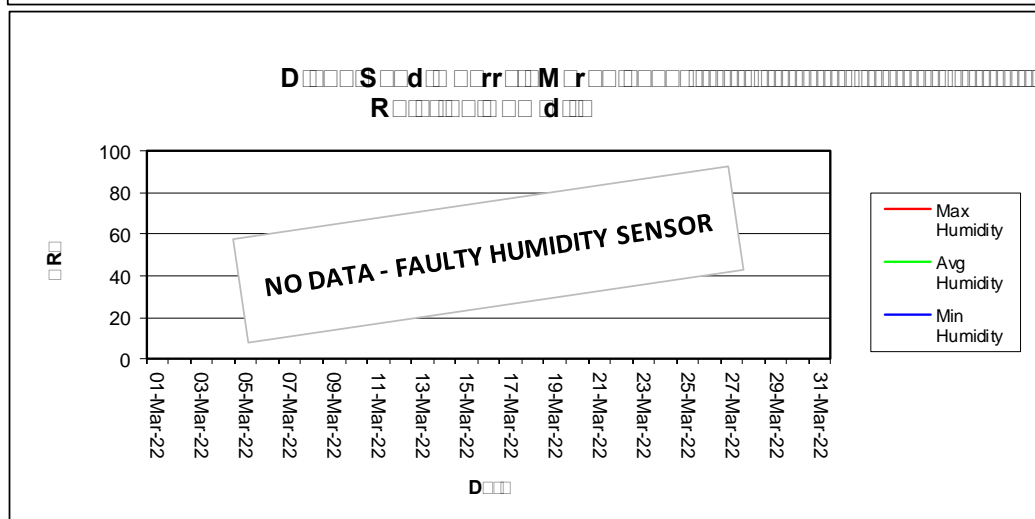 100
80
60
40
20
0
NO DATA - FAULTY HUMIDITY SENSOR
Max
Humidity
Avg
Humidity
Min
Humidity
01-Mar-22
03-Mar-22
05-Mar-22
07-Mar-22
09-Mar-22
11-Mar-22
13-Mar-22
15-Mar-22
17-Mar-22
19-Mar-22
21-Mar-22
23-Mar-22
25-Mar-22
27-Mar-22
29-Mar-22
31-Mar-22